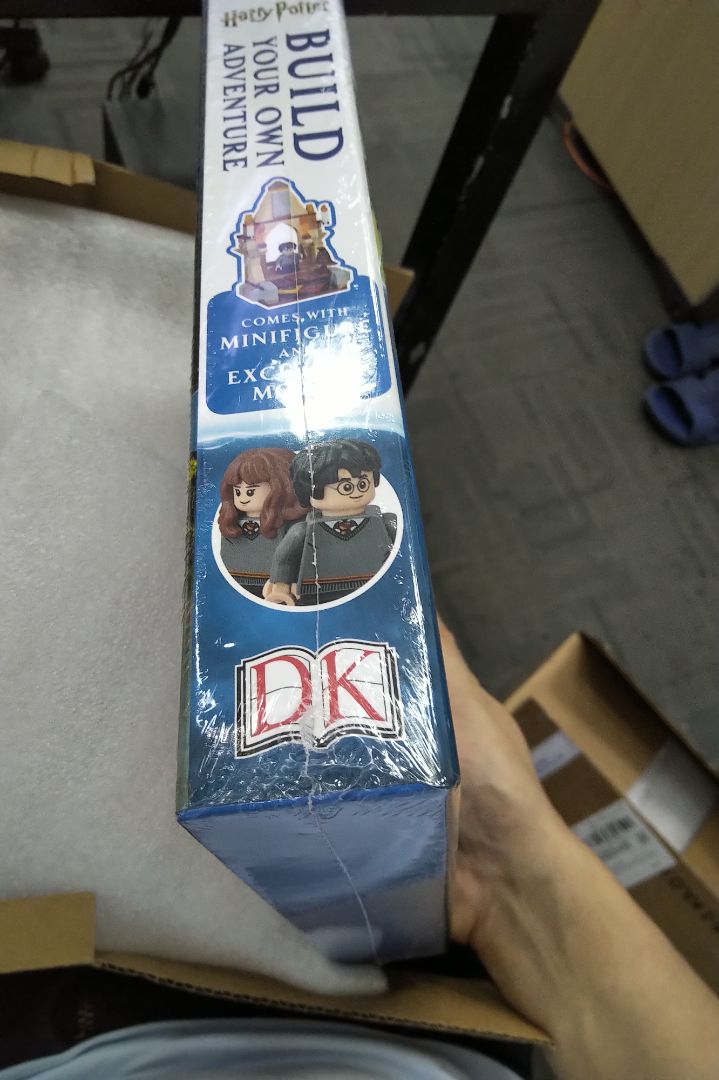 Harry Potter
BUILD
YOUR OWN
ADVENTURE
COMES WITH
MINIFIGURE
DK